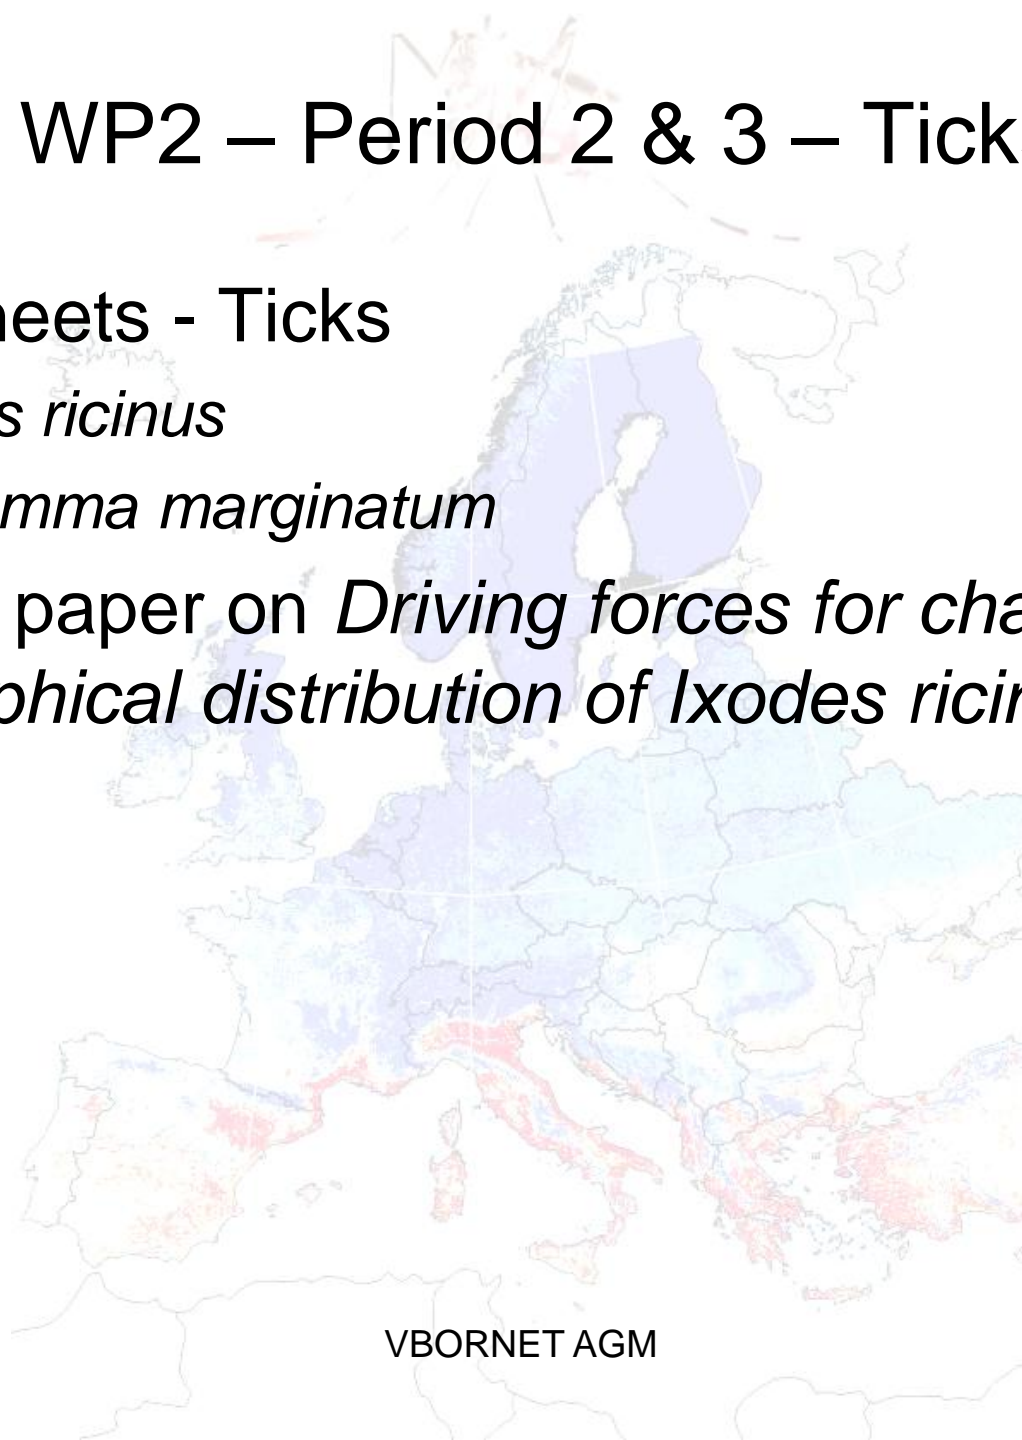 WP2 – Period 2 & 3 – Tick
heets - Ticks
s ricinus
mma marginatum
paper on Driving forces for cha
phical distribution of Ixodes ricin
VBORNET AGM